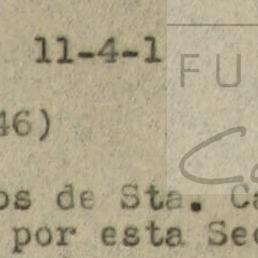 11-4-1
46)
os de Sta. Ca
por esta Sec
FU